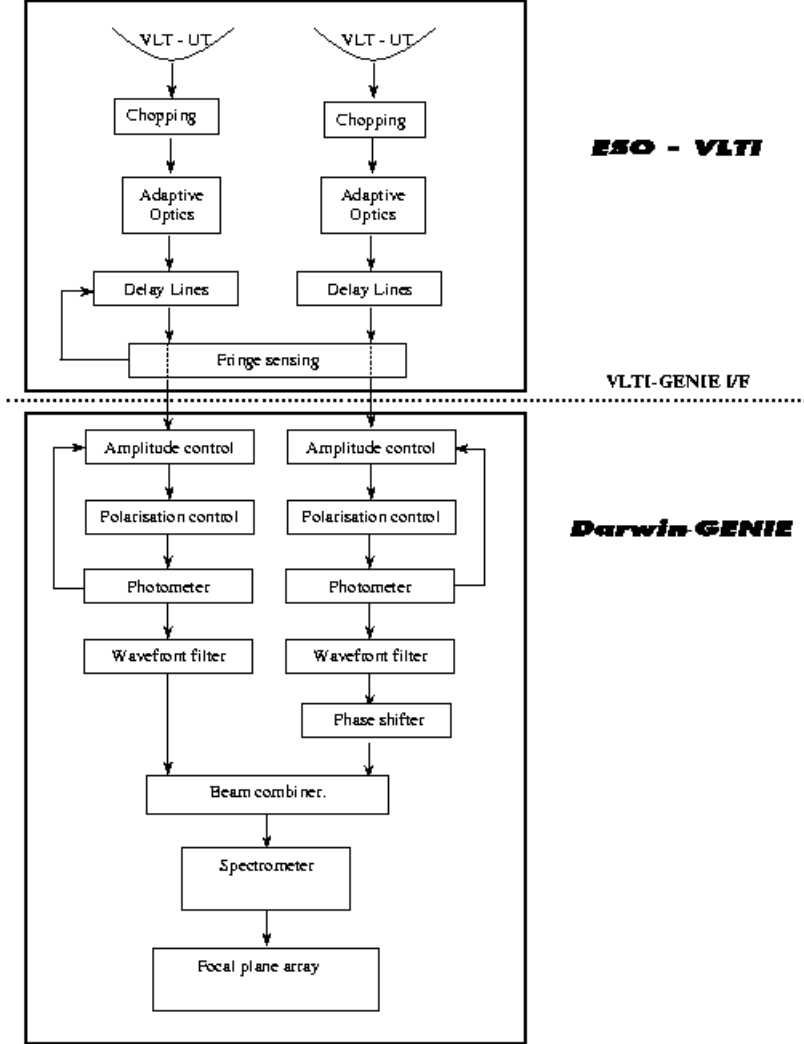 VLT - UT VLT - UT
Chopping Chopping
ESO - VLTI
Adaptive Adaptive
Optics Optics
Delay Lines Delay Lines
Fringe sensing
VLTI-GENIE I/F
Amplitude control Amplitude control
Polarisation control Polarisation control
Darwin-GENIE
Photometer Photometer
Wavefront filter Wavefront filter
Phase shifter
Beam combiner.
Spectrometer
Focal plane array